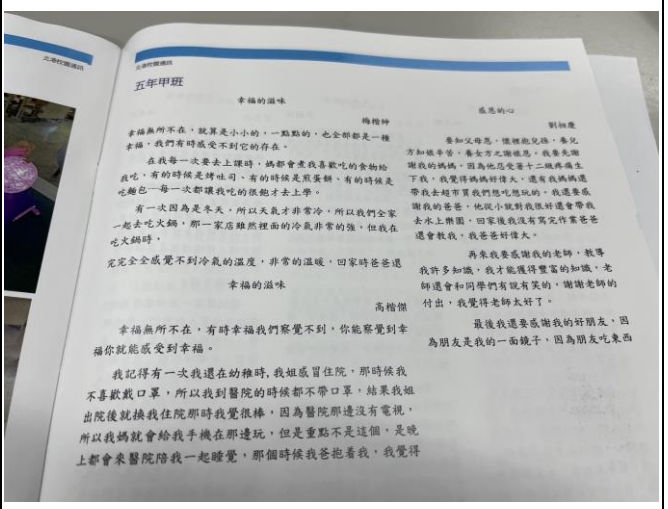 北港校園通訊
北港校園通訊
五年甲班
幸福的滋味
梅楷紳
幸福無所不在，就算是小小的，一點點的，也全部都是一種
幸福，我們有時感受不到它的存在。
在我每一次要去上課時，媽都會煮我喜歡吃的食物給
我吃，有的時候是烤吐司、有的時候是煎蛋餅、有的時候是
吃麵包…每一次都讓我吃的很飽才去上學。
有一次因為是冬天，所以天氣才非常冷，所以我們全家
一起去吃火鍋，那一家店雖然裡面的冷氣非常的強，但我在
吃火鍋時，
完完全全感覺不到冷氣的溫度，非常的溫暖，回家時爸爸還
幸福的滋味
高楷傑
幸福無所不在，有時幸福我們察覺不到，你能察覺到幸
福你就能感受到幸福。
我記得有一次我還在幼稚時,我姐感冒住院，那時候我
不喜歡戴口罩，所以我到醫院的時候都不帶口罩，結果我姐
出院後就換我住院那時我覺很棒，因為醫院那邊沒有電視，
所以我媽就會給我手機在那邊玩，但是重點不是這個，是晚
上都會來醫院陪我一起睡覺，那個時候我爸抱着我，我覺得
感恩的心
劉相慶
要知父母恩，懷裡抱兒孫，養兒
方知娘辛苦，養女方之謝娘恩，我要先謝
謝我的媽媽，因為他忍受著十二級疼痛生
下我，我覺得媽媽好偉大，還有我媽媽還
帶我去超市買我們想吃想玩的，我還要感
謝我的爸爸，他從小就對我很好還會帶我
去水上樂園，回家後我沒有寫完作業爸爸
還會教我，我爸爸好偉大。
再來我要感謝我的老師，教導
我許多知識，我才能獲得豐富的知識，老
師還會和同學們有說有笑的，謝謝老師的
付出，我覺得老師太好了。
最後我還要感謝我的好朋友，因
為朋友是我的一面鏡子，因為朋友吃東西